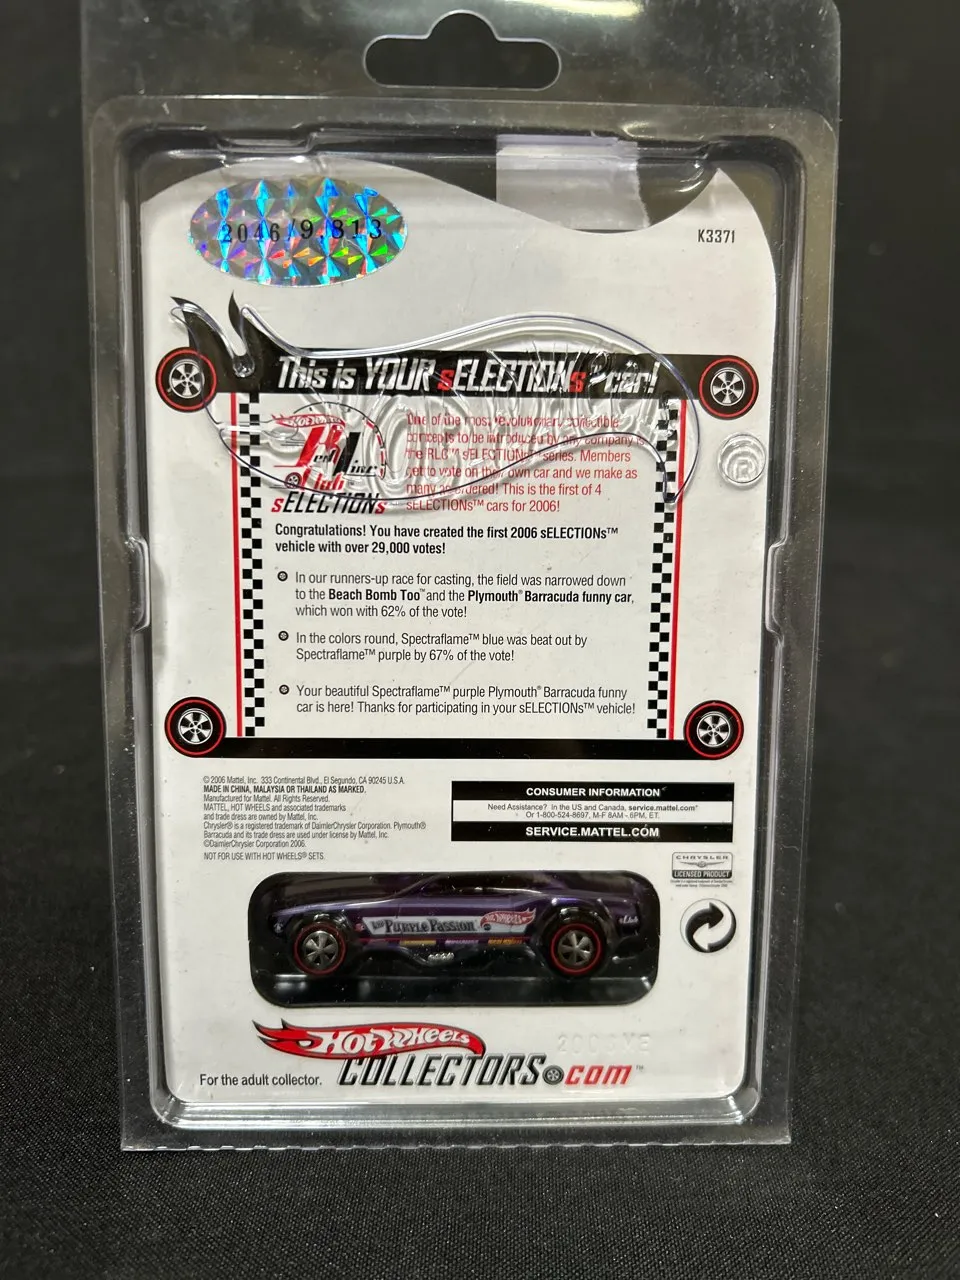 2046/9,813
K3371
This is YOUR sELECTIONs car!
HOT WHEELS
Red Line
Club
sELECTIONs
One of the most revolutionary collectible
concepts to be introduced by any company is
the RLC™ sELECTIONs™ series. Members
get to vote on their own car and we make as
many as ordered! This is the first of 4
sELECTIONs™ cars for 2006!
Congratulations! You have created the first 2006 sELECTIONs™
vehicle with over 29,000 votes!
In our runners-up race for casting, the field was narrowed down
to the Beach Bomb Too™ and the Plymouth® Barracuda funny car,
which won with 62% of the vote!
In the colors round, Spectraflame™ blue was beat out by
Spectraflame™ purple by 67% of the vote!
Your beautiful Spectraflame™ purple Plymouth® Barracuda funny
car is here! Thanks for participating in your sELECTIONs™ vehicle!
© 2006 Mattel, Inc. 333 Continental Blvd., El Segundo, CA 90245 U.S.A.
MADE IN CHINA, MALAYSIA OR THAILAND AS MARKED.
Manufactured for Mattel. All Rights Reserved.
MATTEL, HOT WHEELS and associated trademarks
and trade dress are owned by Mattel, Inc.
Chrysler® is a registered trademark of DaimlerChrysler Corporation. Plymouth®
Barracuda and its trade dress are used under license by Mattel, Inc.
©DaimlerChrysler Corporation 2006.
NOT FOR USE WITH HOT WHEELS® SETS.
CONSUMER INFORMATION
Need Assistance? In the US and Canada, service.mattel.com®
Or 1-800-524-8697, M-F 8AM - 6PM, ET.
SERVICE.MATTEL.COM
CHRYSLER
LICENSED PRODUCT
Purple Passion
HOT WHEELS
Club
HOT WHEELS
COLLECTORS.com™
For the adult collector.